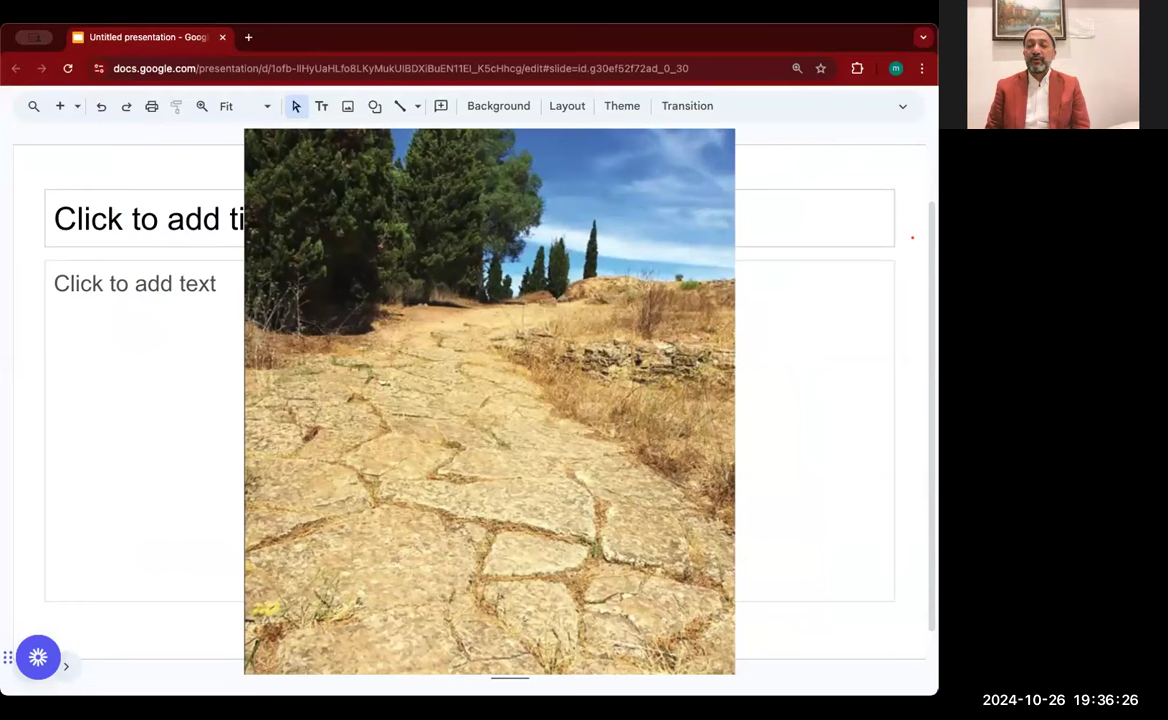 Untitled presentation - Goog
docs.google.com/presentation/d/1ofb-IlHyUaHLfo8LKyMukUIBDXiBuEN11El_K5cHhcg/edit#slide=id.g30ef52f72ad_0_30
m
Fit
Background
Layout
Theme
Transition
Click to add ti
Click to add text
2024-10-26 19:36:26